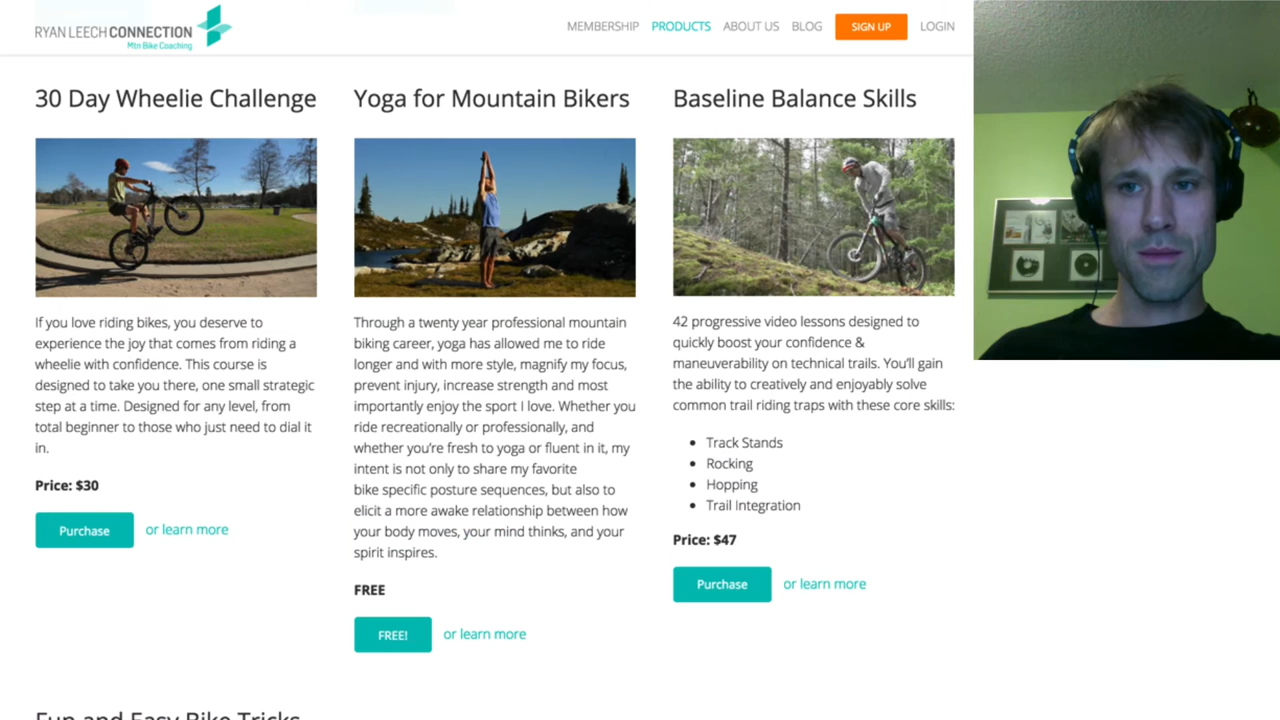 RYAN LEECH CONNECTION
Mtn Bike Coaching
MEMBERSHIP PRODUCTS ABOUT US BLOG SIGN UP LOGIN
30 Day Wheelie Challenge
If you love riding bikes, you deserve to
experience the joy that comes from riding a
wheelie with confidence. This course is
designed to take you there, one small strategic
step at a time. Designed for any level, from
total beginner to those who just need to dial it
in.
Price: $30
Purchase or learn more
Yoga for Mountain Bikers
Through a twenty year professional mountain
biking career, yoga has allowed me to ride
longer and with more style, magnify my focus,
prevent injury, increase strength and most
importantly enjoy the sport I love. Whether you
ride recreationally or professionally, and
whether you're fresh to yoga or fluent in it, my
intent is not only to share my favorite
bike specific posture sequences, but also to
elicit a more awake relationship between how
your body moves, your mind thinks, and your
spirit inspires.
FREE
FREE! or learn more
Baseline Balance Skills
42 progressive video lessons designed to
quickly boost your confidence &
maneuverability on technical trails. You'll gain
the ability to creatively and enjoyably solve
common trail riding traps with these core skills:
• Track Stands
• Rocking
• Hopping
• Trail Integration
Price: $47
Purchase or learn more
Fun and Easy Bike Tricks